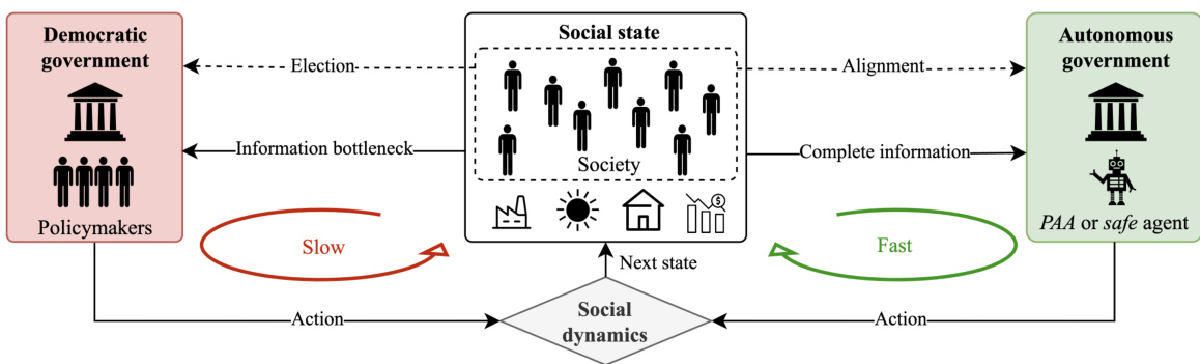 Democratic
government
Policymakers
Election
Information bottleneck
Slow
Action
Social state
Society
Next state
Social
dynamics
Alignment
Complete information
Fast
Action
Autonomous
government
PAA or safe agent
$